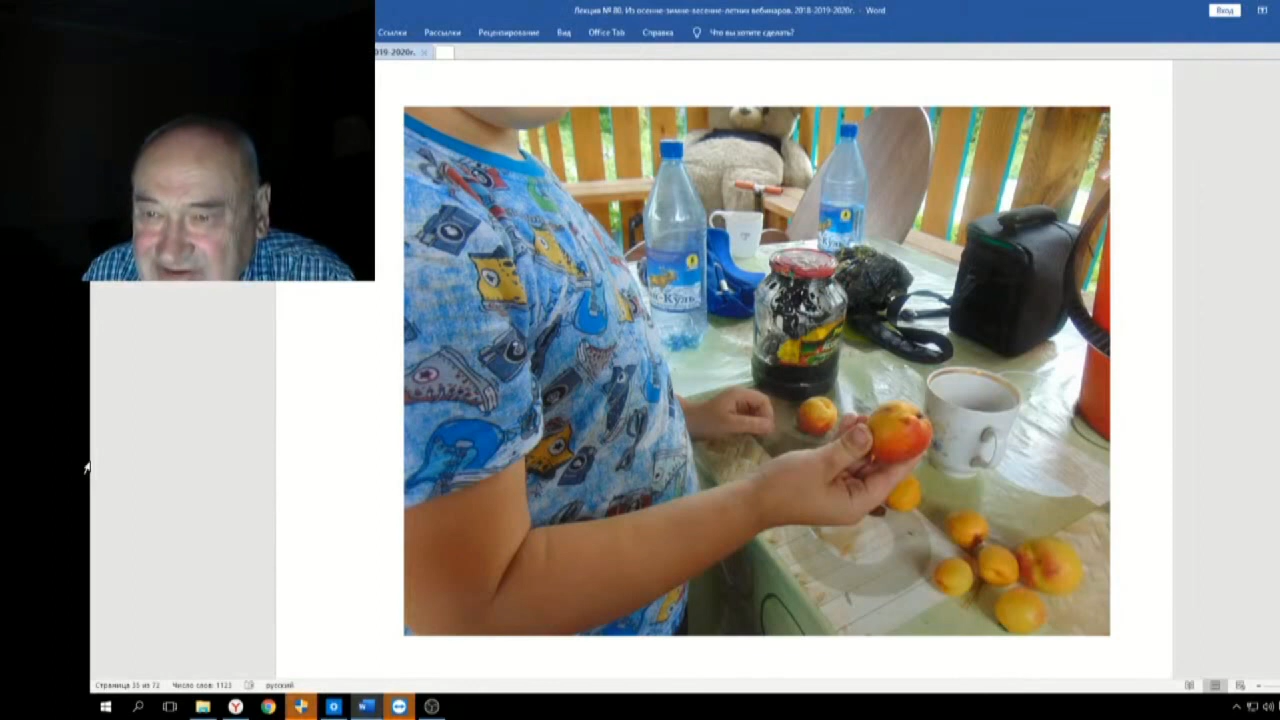 Лекция № 80. Из осенне-зимне-весенне-летних вебинаров. 2018-2019-2020г. - Word
Вход
Ссылки Рассылки Рецензирование Вид Office Tab Справка Что вы хотите сделать?
019-2020г.
Куль
Страница 35 из 72 Число слов: 1123 русский